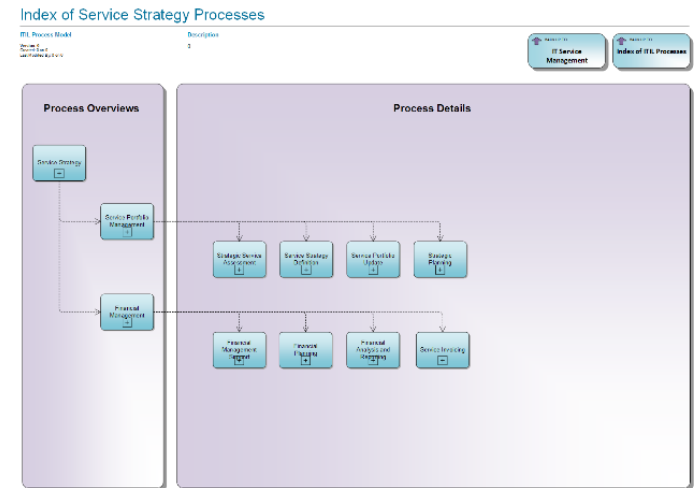 Index of Service Strategy Processes
ITIL Process Model
Description
IT Service
Management
Index of ITIL Processes
Process Overviews
Process Details
Service Strategy
Service Portfolio
Management
Strategic Service
Assessment
Service Strategy
Definition
Service Portfolio
Update
Strategic
Planning
Financial
Management
Financial
Management
Support
Financial
Planning
Financial
Analysis and
Reporting
Service Invoicing